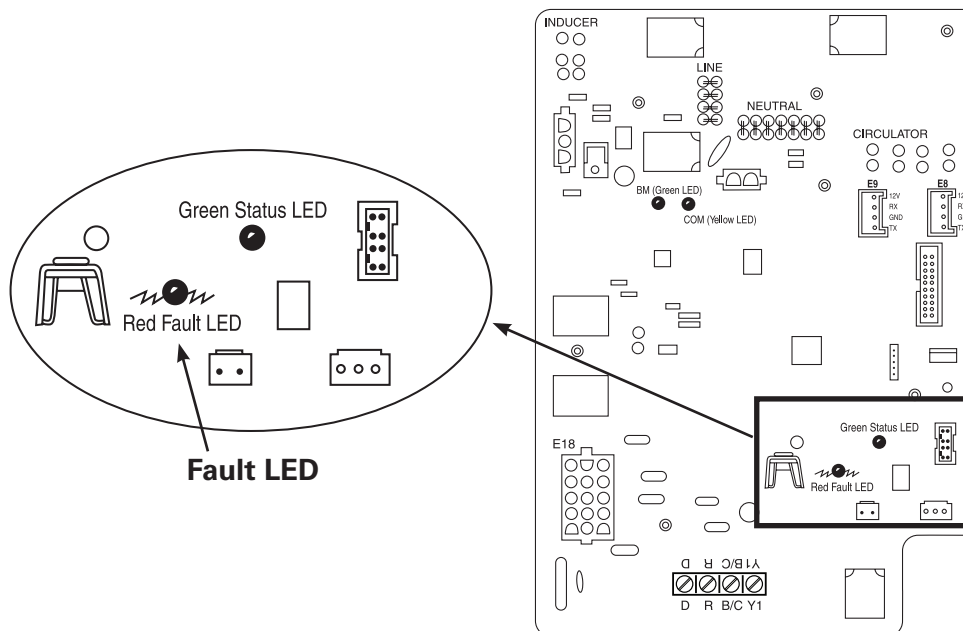 Green Status LED
Red Fault LED
Fault LED
INDUCER
LINE
NEUTRAL
CIRCULATOR
BM (Green LED)
COM (Yellow LED)
E9
12V
RX
GND
TX
E8
Green Status LED
Red Fault LED
E18
D R B/C Y1
D R B/C Y1